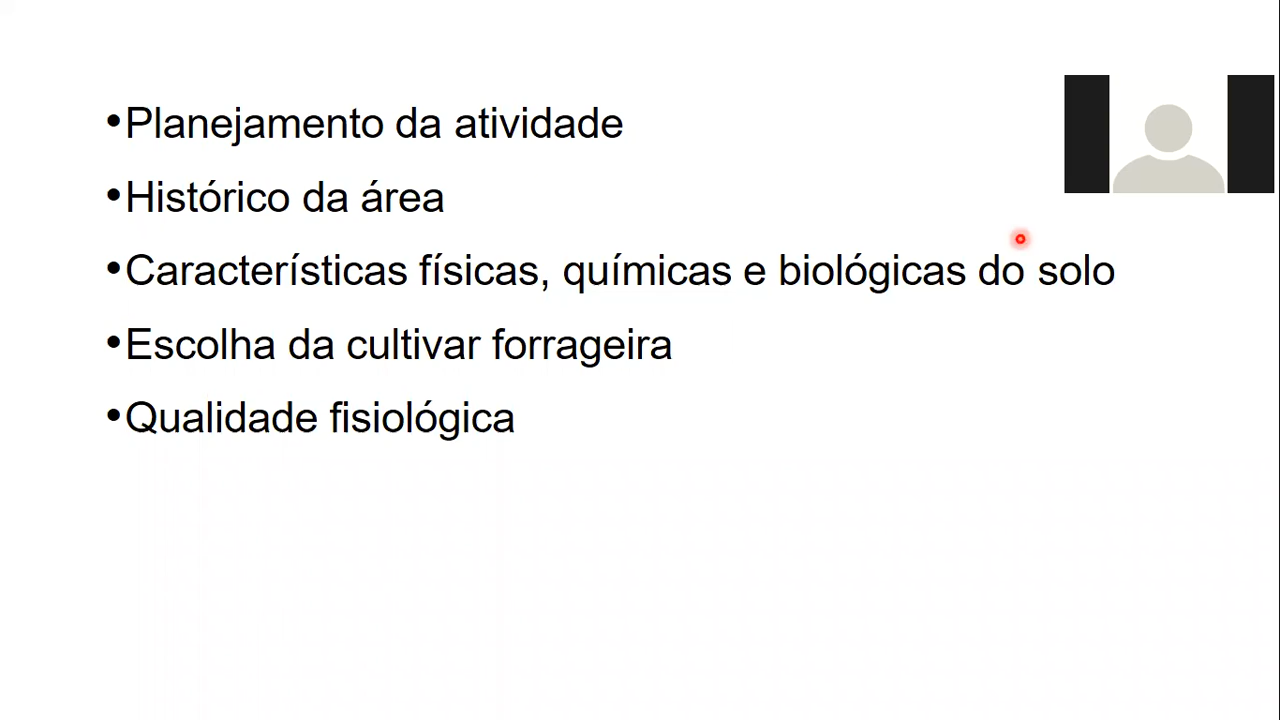 •Planejamento da atividade
•Histórico da área
•Características físicas, químicas e biológicas do solo
•Escolha da cultivar forrageira
•Qualidade fisiológica